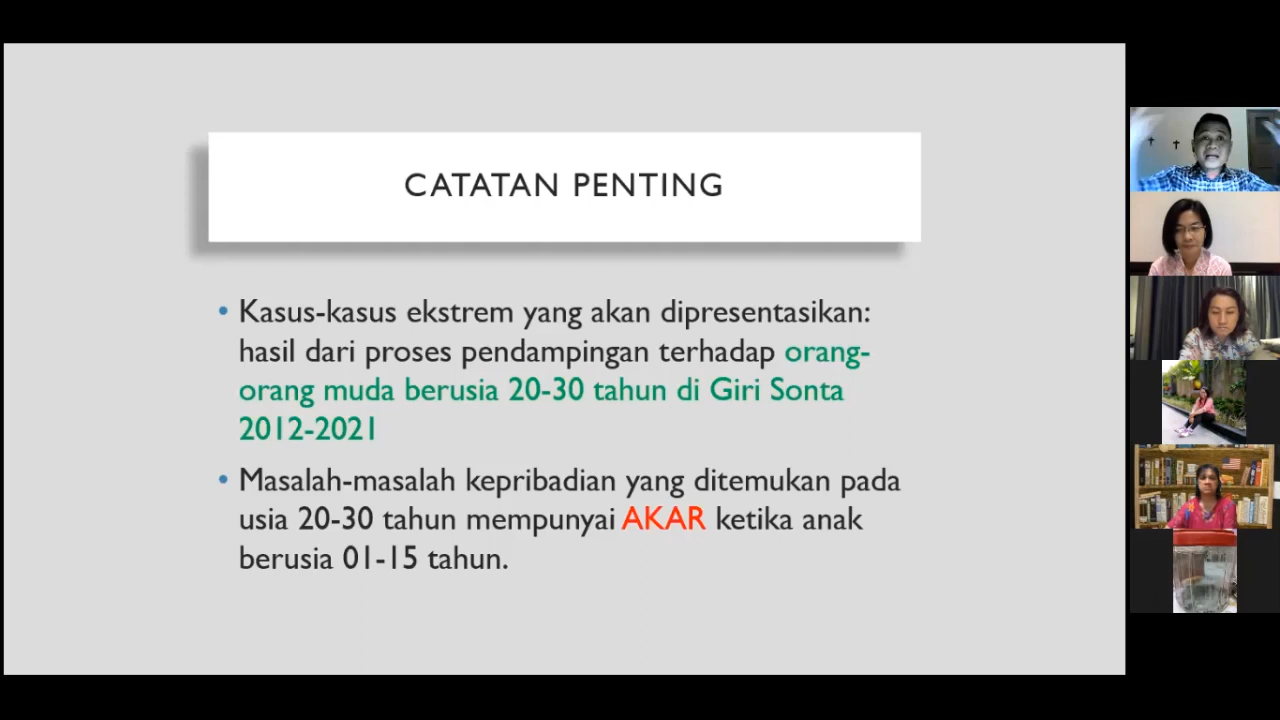 CATATAN PENTING
• Kasus-kasus ekstrem yang akan dipresentasikan:
hasil dari proses pendampingan terhadap orang-
orang muda berusia 20-30 tahun di Giri Sonta
2012-2021
• Masalah-masalah kepribadian yang ditemukan pada
usia 20-30 tahun mempunyai AKAR ketika anak
berusia 01-15 tahun.